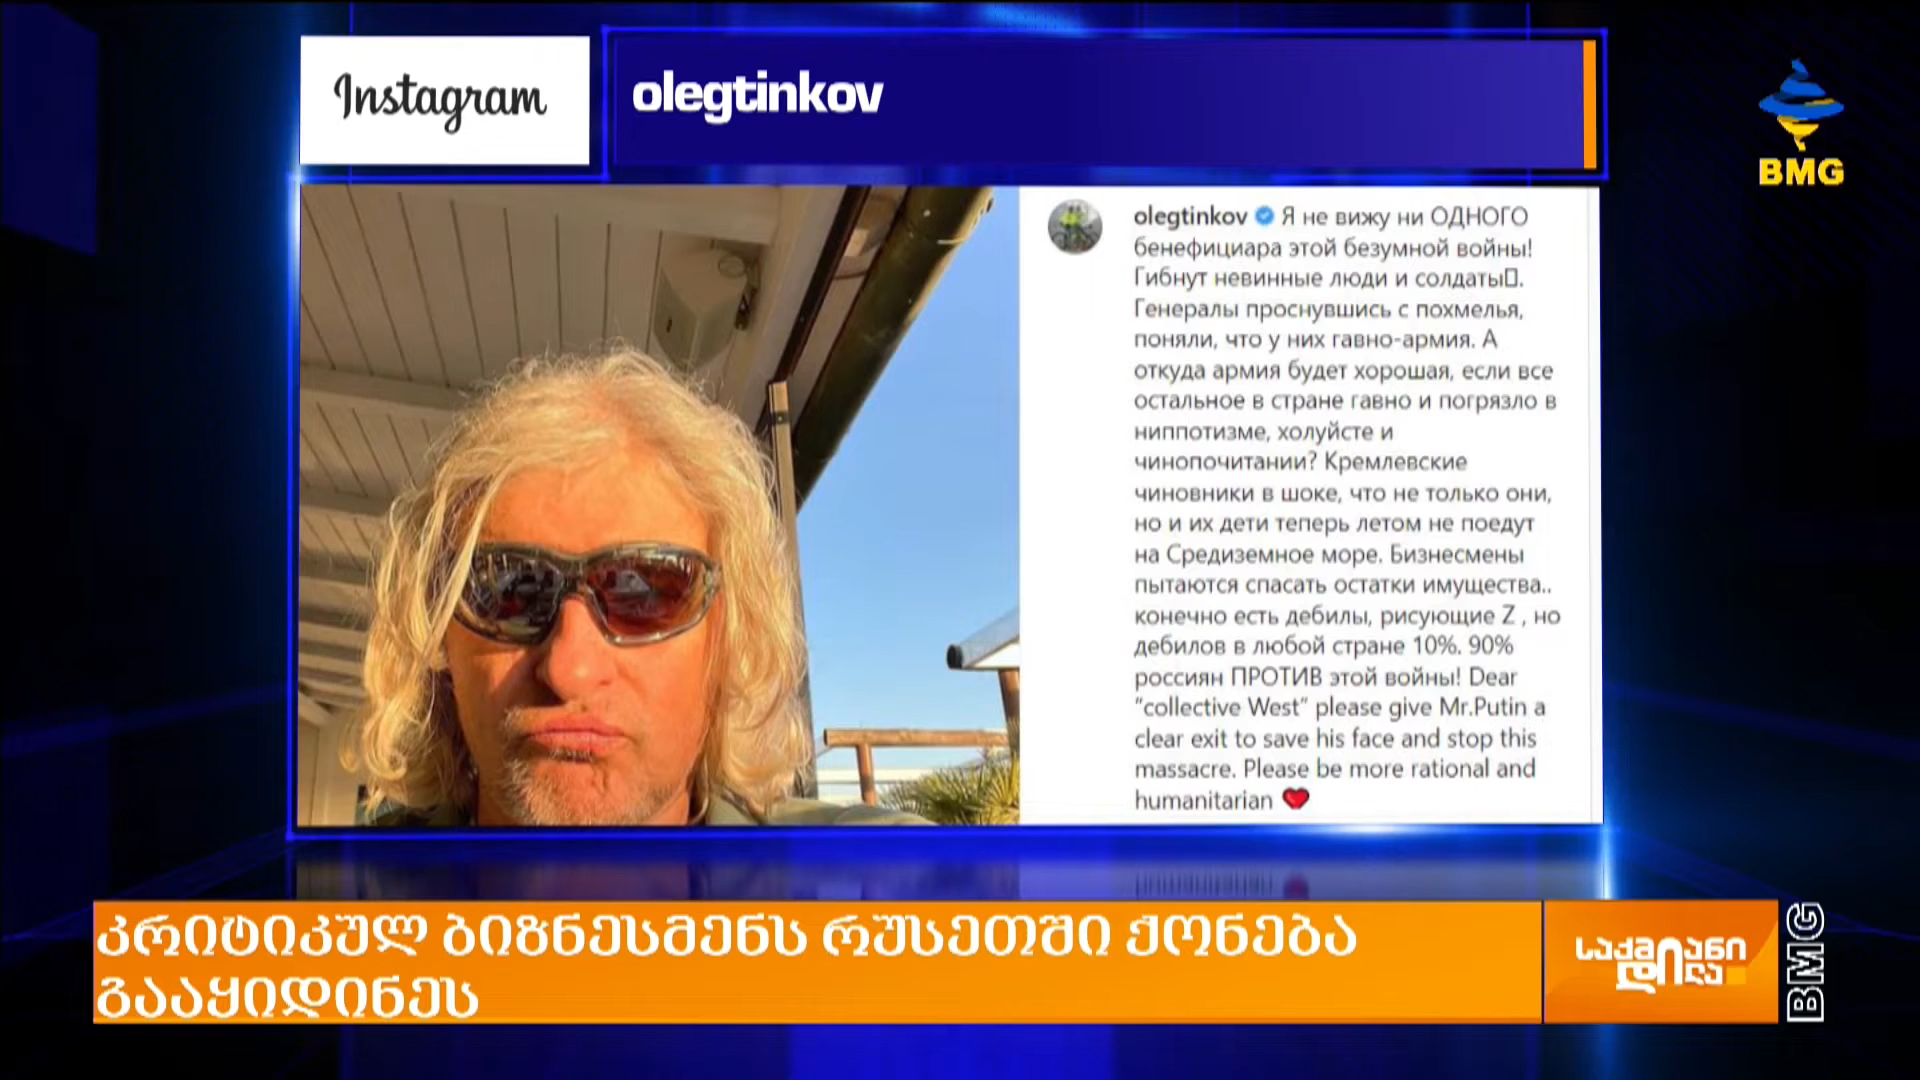 Instagram
olegtinkov
BMG
olegtinkov Я не вижу ни ОДНОГО
бенефициара этой безумной войны!
Гибнут невинные люди и солдаты▯.
Генералы проснувшись с похмелья,
поняли, что у них гавно-армия. А
откуда армия будет хорошая, если все
остальное в стране гавно и погрязло в
ниппотизме, холуйсте и
чинопочитании? Кремлевские
чиновники в шоке, что не только они,
но и их дети теперь летом не поедут
на Средиземное море. Бизнесмены
пытаются спасать остатки имущества..
конечно есть дебилы, рисующие Z , но
дебилов в любой стране 10%. 90%
россиян ПРОТИВ этой войны! Dear
“collective West” please give Mr.Putin a
clear exit to save his face and stop this
massacre. Please be more rational and
humanitarian ❤
კრიტიკულ ბიზნესმენს რუსეთში ქონება
გააყიდინეს
საქმიანი
დილა
BMG